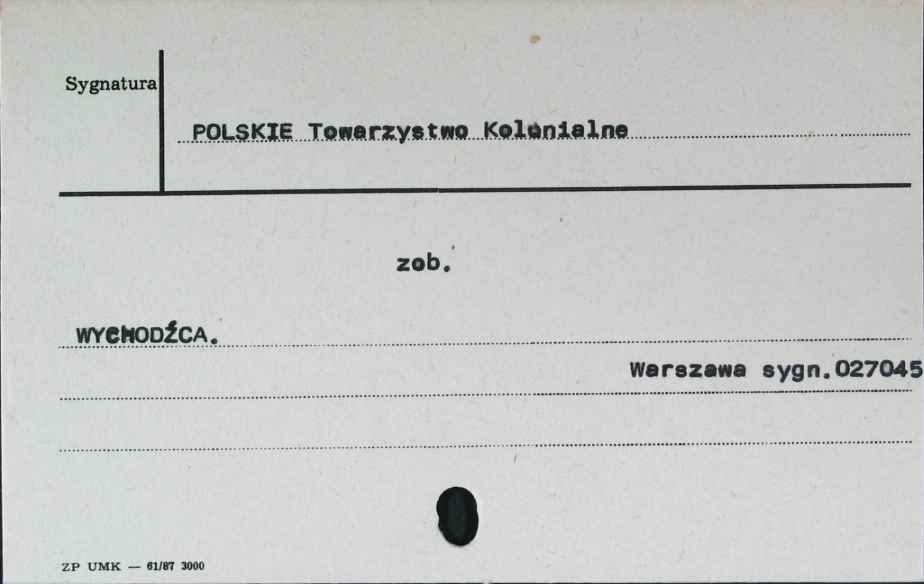 Sygnatura
POLSKIE Towarzystwo Kolonialne
zob.
WYCHODŹCA.
Warszawa sygn.027045
ZP UMK — 61/87 3000